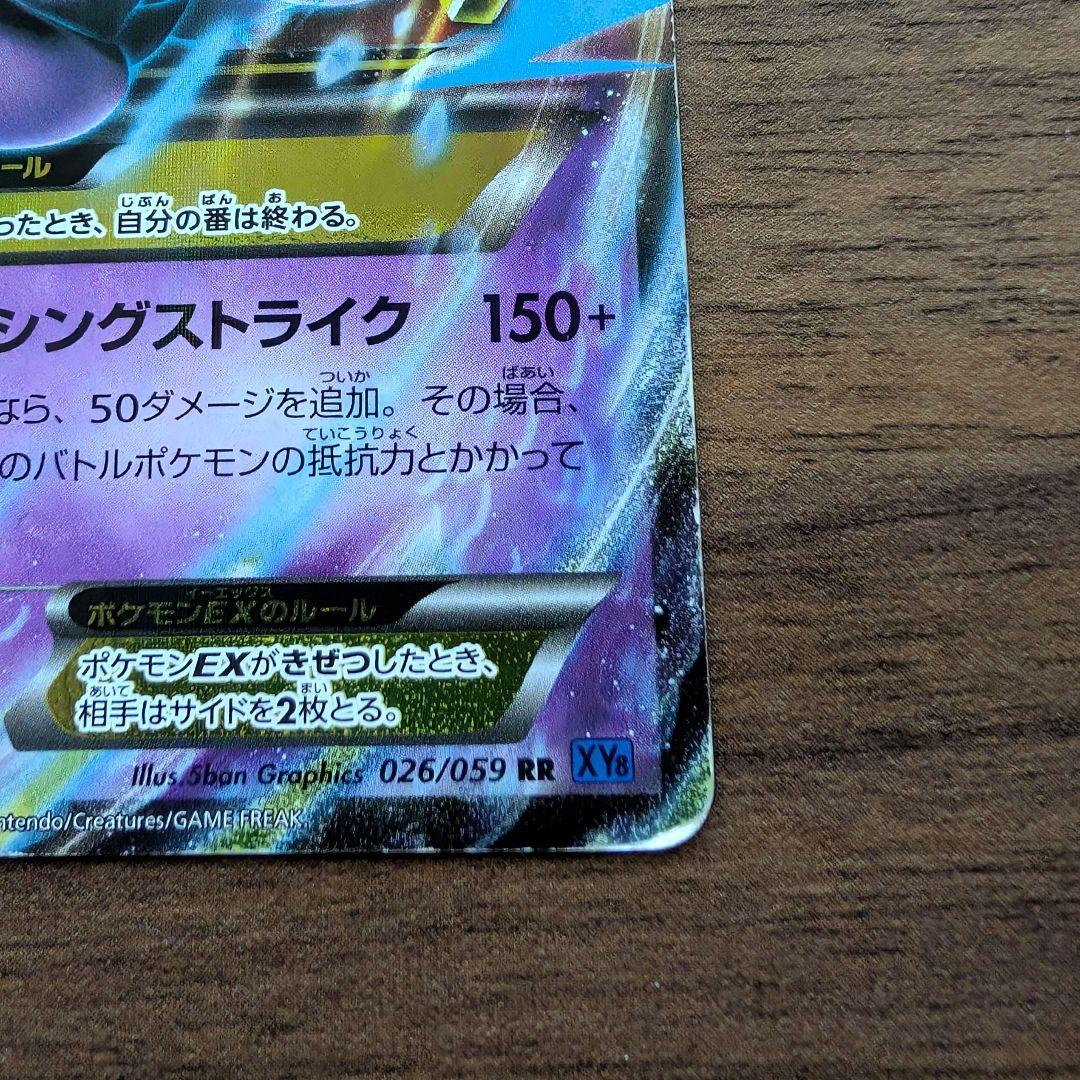 ール
ったとき、自分の番は終わる。
シングストライク 150+
なら、50ダメージを追加。その場合、
のバトルポケモンの抵抗力とかかって
ポケモンEXのルール
ポケモンEXがきぜつしたとき、
相手はサイドを2枚とる。
Illus.5ban Graphics 026/059 RR XY8
ntendo/Creatures/GAME FREAK.